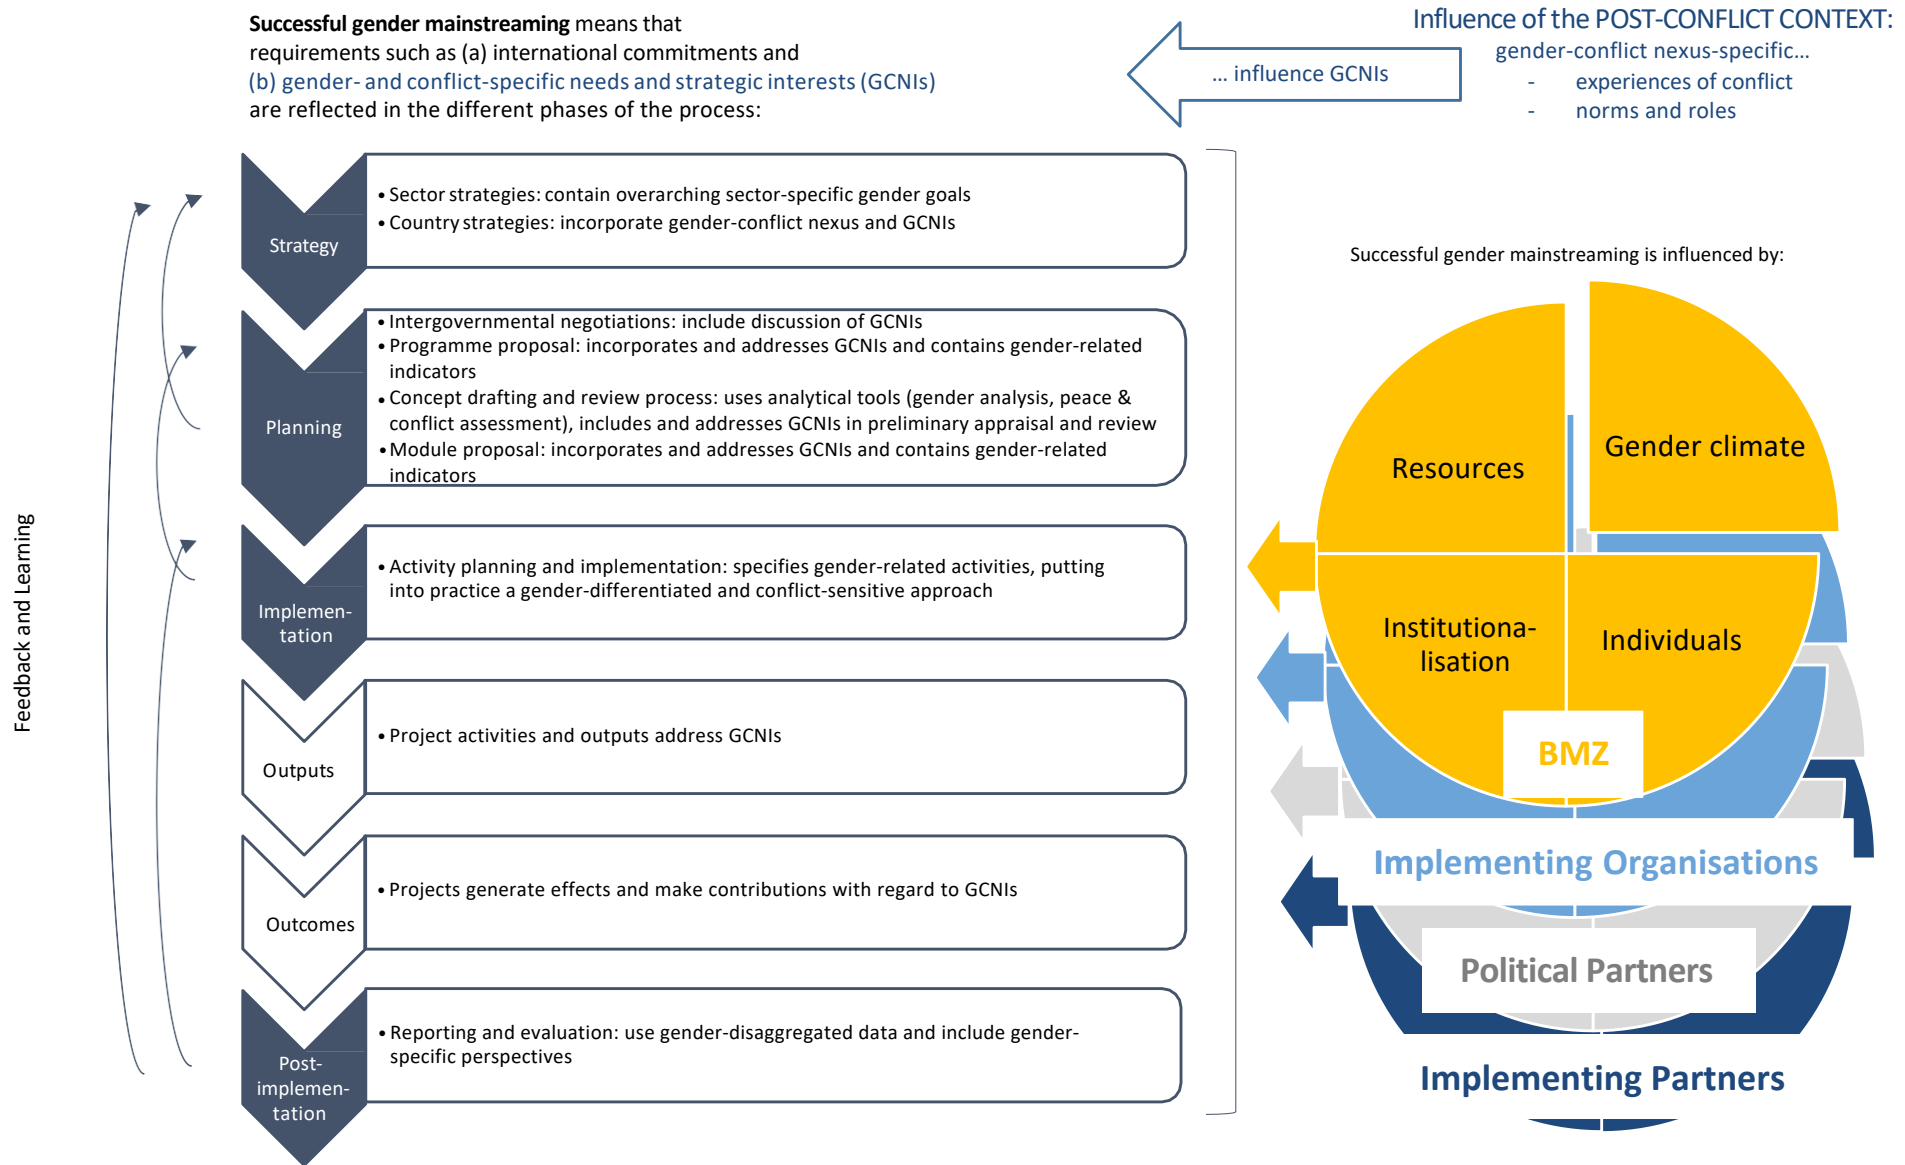 Successful gender mainstreaming means that
requirements such as (a) international commitments and
(b) gender- and conflict-specific needs and strategic interests (GCNIs)
are reflected in the different phases of the process:
... influence GCNIs
Influence of the POST-CONFLICT CONTEXT:
gender-conflict nexus-specific...
- experiences of conflict
- norms and roles
Feedback and Learning
Strategy
• Sector strategies: contain overarching sector-specific gender goals
• Country strategies: incorporate gender-conflict nexus and GCNIs
Planning
• Intergovernmental negotiations: include discussion of GCNIs
• Programme proposal: incorporates and addresses GCNIs and contains gender-related
indicators
• Concept drafting and review process: uses analytical tools (gender analysis, peace &
conflict assessment), includes and addresses GCNIs in preliminary appraisal and review
• Module proposal: incorporates and addresses GCNIs and contains gender-related
indicators
Implemen-
tation
• Activity planning and implementation: specifies gender-related activities, putting
into practice a gender-differentiated and conflict-sensitive approach
Outputs
• Project activities and outputs address GCNIs
Outcomes
• Projects generate effects and make contributions with regard to GCNIs
Post-
implemen-
tation
• Reporting and evaluation: use gender-disaggregated data and include gender-
specific perspectives
Successful gender mainstreaming is influenced by:
Resources
Gender climate
Institutiona-
lisation
Individuals
BMZ
Implementing Organisations
Political Partners
Implementing Partners